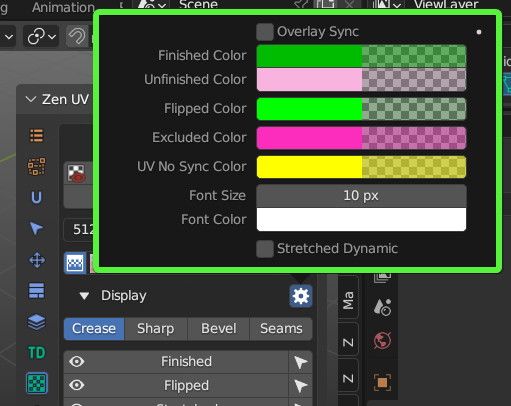 Animation
Scene
ViewLayer
Overlay Sync
Finished Color
Unfinished Color
Flipped Color
Excluded Color
UV No Sync Color
Font Size 10 px
Font Color
Stretched Dynamic
Zen UV
512
Display
Crease Sharp Bevel Seams
Finished
Flipped
Ma
Z
Z
U
TD